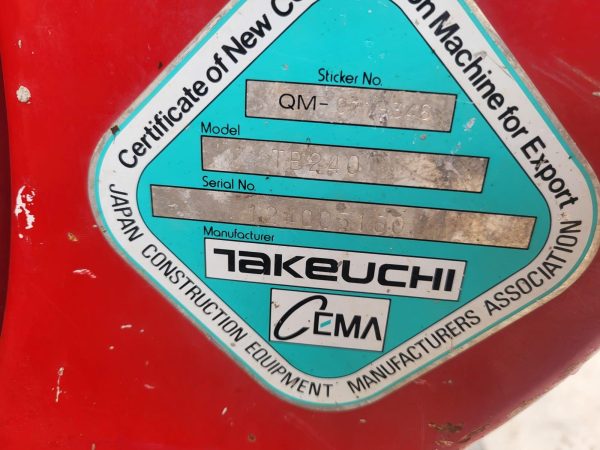 Certificate of New Machine for Export
Sticker No.
QM-
Model
TB240
Serial No.
Manufacturer
TAKEUCHI
CEMA
JAPAN CONSTRUCTION EQUIPMENT MANUFACTURERS ASSOCIATION